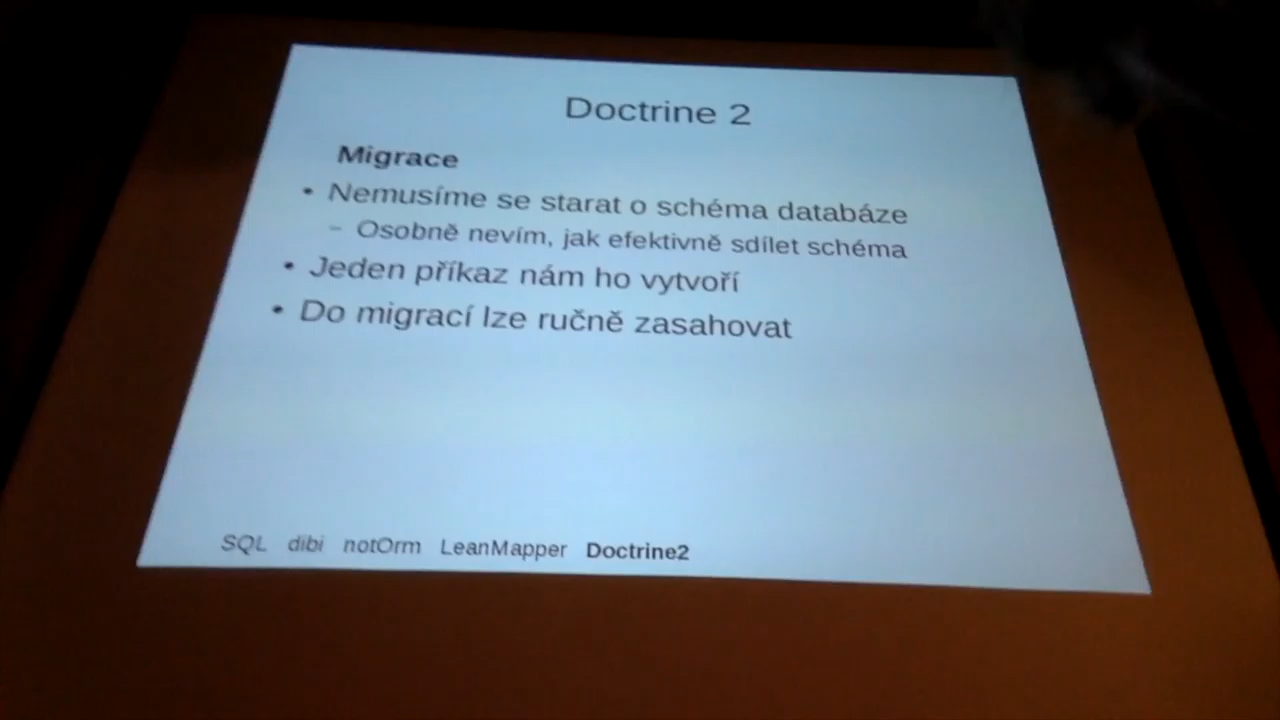 Doctrine 2
Migrace
• Nemusíme se starat o schéma databáze
– Osobně nevím, jak efektivně sdílet schéma
• Jeden příkaz nám ho vytvoří
• Do migrací lze ručně zasahovat
SQL dibi notOrm LeanMapper Doctrine2